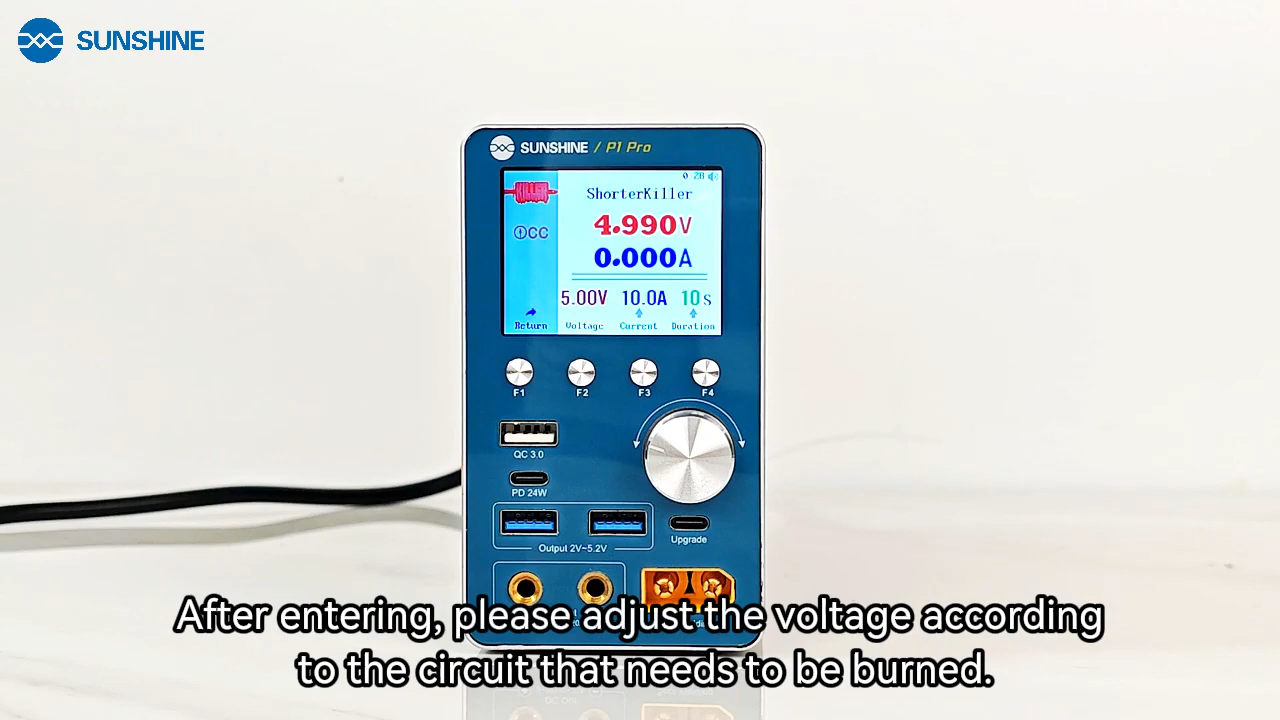 SUNSHINE
SUNSHINE / P1 Pro
KILLER
ShorterKiller
CC
4.990V
0.000A
5.00V 10.0A 10s
Return Voltage Current Duration
F1 F2 F3 F4
QC 3.0
PD 24W
Upgrade
Output 2V~5.2V
After entering, please adjust the voltage according
to the circuit that needs to be burned.